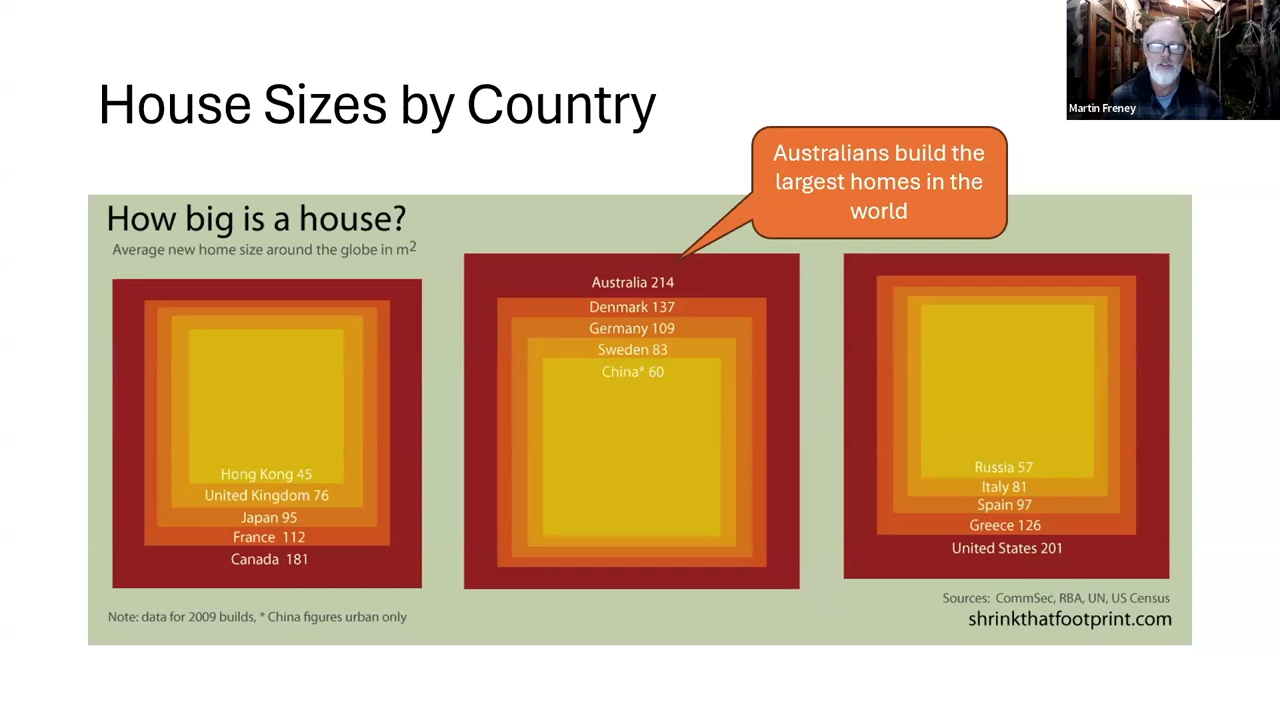 Martin Freney
House Sizes by Country
Australians build the
largest homes in the
world
How big is a house?
Average new home size around the globe in m2
Hong Kong 45
United Kingdom 76
Japan 95
France 112
Canada 181
Australia 214
Denmark 137
Germany 109
Sweden 83
China* 60
Russia 57
Italy 81
Spain 97
Greece 126
United States 201
Note: data for 2009 builds, * China figures urban only
Sources: CommSec, RBA, UN, US Census
shrinkthatfootprint.com